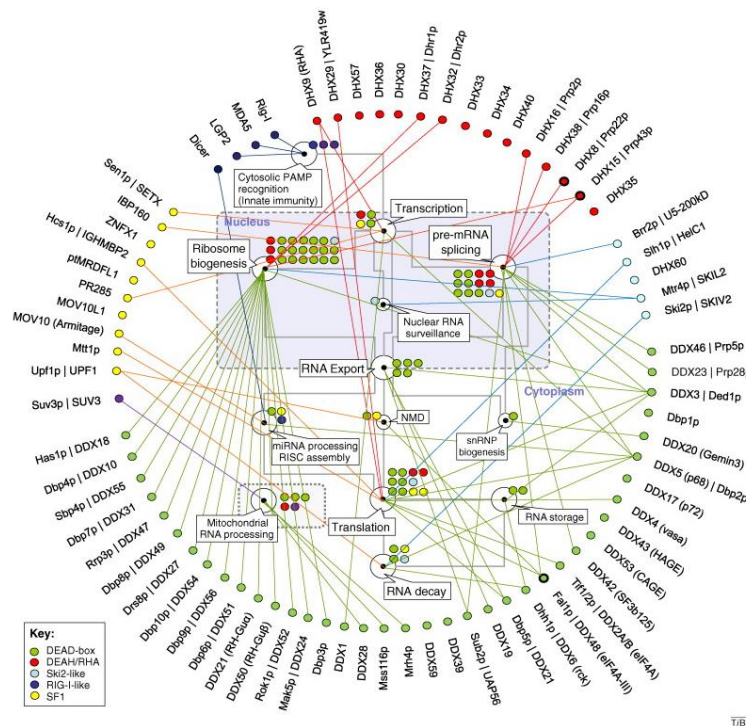 DHX9 (RHA)
DHX29 | YLR419w
DHX57
DHX36
DHX30
DHX37 | Dhr1p
DHX32 | Dhr2p
DHX33
DHX34
DHX40
DHX16 | Prp2p
DHX38 | Prp16p
DHX8 | Prp22p
DHX15 | Prp43p
DHX35
Brr2p | U5-200kD
Slh1p | HelC1
DHX60
Mtr4p | SKIL2
Ski2p | SKIV2
DDX46 | Prp5p
DDX23 | Prp28
DDX3 | Ded1p
Dbp1p
DDX20 (Gemin3)
DDX5 (p68) | Dbp2p
DDX17 (p72)
DDX4 (vasa)
DDX43 (HAGE)
DDX53 (CAGE)
DDX42 (SF3b125)
Tif1/2p | DDX2A/B (eIF4A)
Fal1p | DDX48 (eIF4A-III)
Dhh1p | DDX6 (rck)
Dbp5p | DDX21
DDX19
Sub2p | UAP56
DDX39
DDX59
Mrh4p
Mss116p
DDX28
DDX1
Dbp3p
Mak5p | DDX24
Rok1p | DDX52
DDX50 (RH-Guß)
DDX21 (RH-Guα)
Dbp6p | DDX51
Dbp9p | DDX56
Dbp10p | DDX54
Drs8p | DDX27
Dbp8p | DDX49
Rrp3p | DDX47
Dbp7p | DDX31
Sbp4p | DDX55
Dbp4p | DDX10
Has1p | DDX18
Suv3p | SUV3
Upf1p | UPF1
Mtt1p
MOV10 (Armitage)
MOV10L1
PR285
ptMRDFL1
Hcs1p | IGHMBP2
ZNFX1
IBP160
Sen1p | SETX
Dicer
LGP2
MDA5
Rig-I
Cytosolic PAMP
recognition
(Innate immunity)
Nucleus
Transcription
Ribosome
biogenesis
pre-mRNA
splicing
Nuclear RNA
surveillance
RNA Export
Cytoplasm
NMD
miRNA processing
RISC assembly
snRNP
biogenesis
Mitochondrial
RNA processing
Translation
RNA storage
RNA decay
Key:
DEAD-box
DEAH/RHA
Ski2-like
RIG-I-like
SF1
T/B